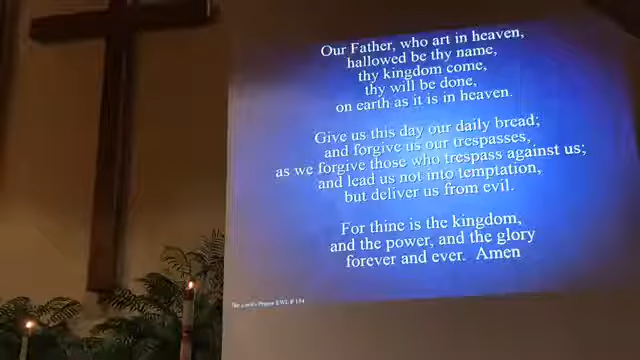 Our Father, who art in heaven,
hallowed be thy name,
thy kingdom come,
thy will be done,
on earth as it is in heaven.
Give us this day our daily bread;
and forgive us our trespasses,
as we forgive those who trespass against us;
and lead us not into temptation,
but deliver us from evil.
For thine is the kingdom,
and the power, and the glory
forever and ever. Amen
The Lord's Prayer